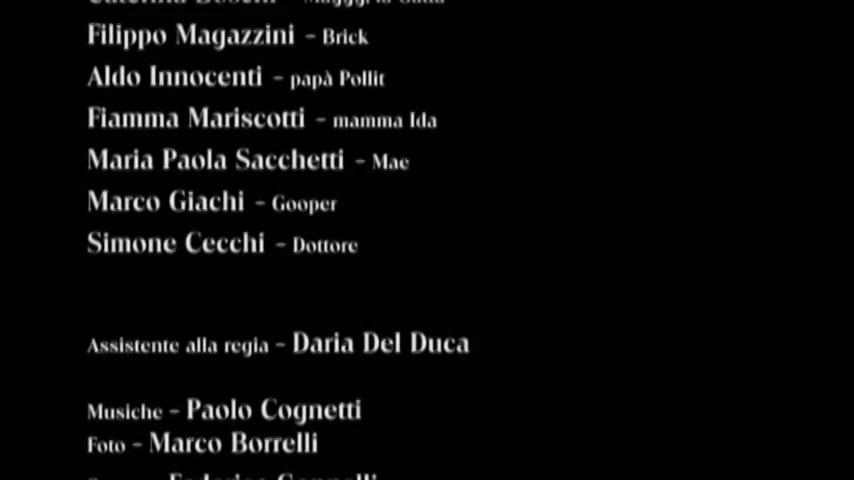 Filippo Magazzini - Brick
Aldo Innocenti - papà Pollit
Fiamma Mariscotti - mamma Ida
Maria Paola Sacchetti - Mae
Marco Giachi - Gooper
Simone Cecchi - Dottore
Assistente alla regia - Daria Del Duca
Musiche - Paolo Cognetti
Foto - Marco Borrelli